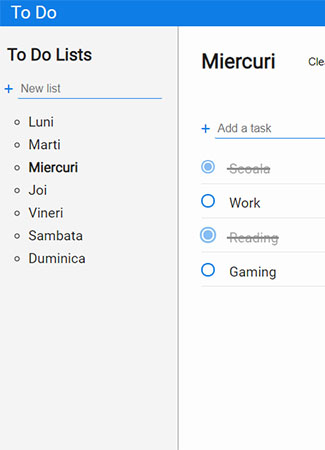 To Do
To Do Lists
+ New list
Luni
Marti
Miercuri
Joi
Vineri
Sambata
Duminica
Miercuri
Clea
+ Add a task
Scoala
Work
Reading
Gaming